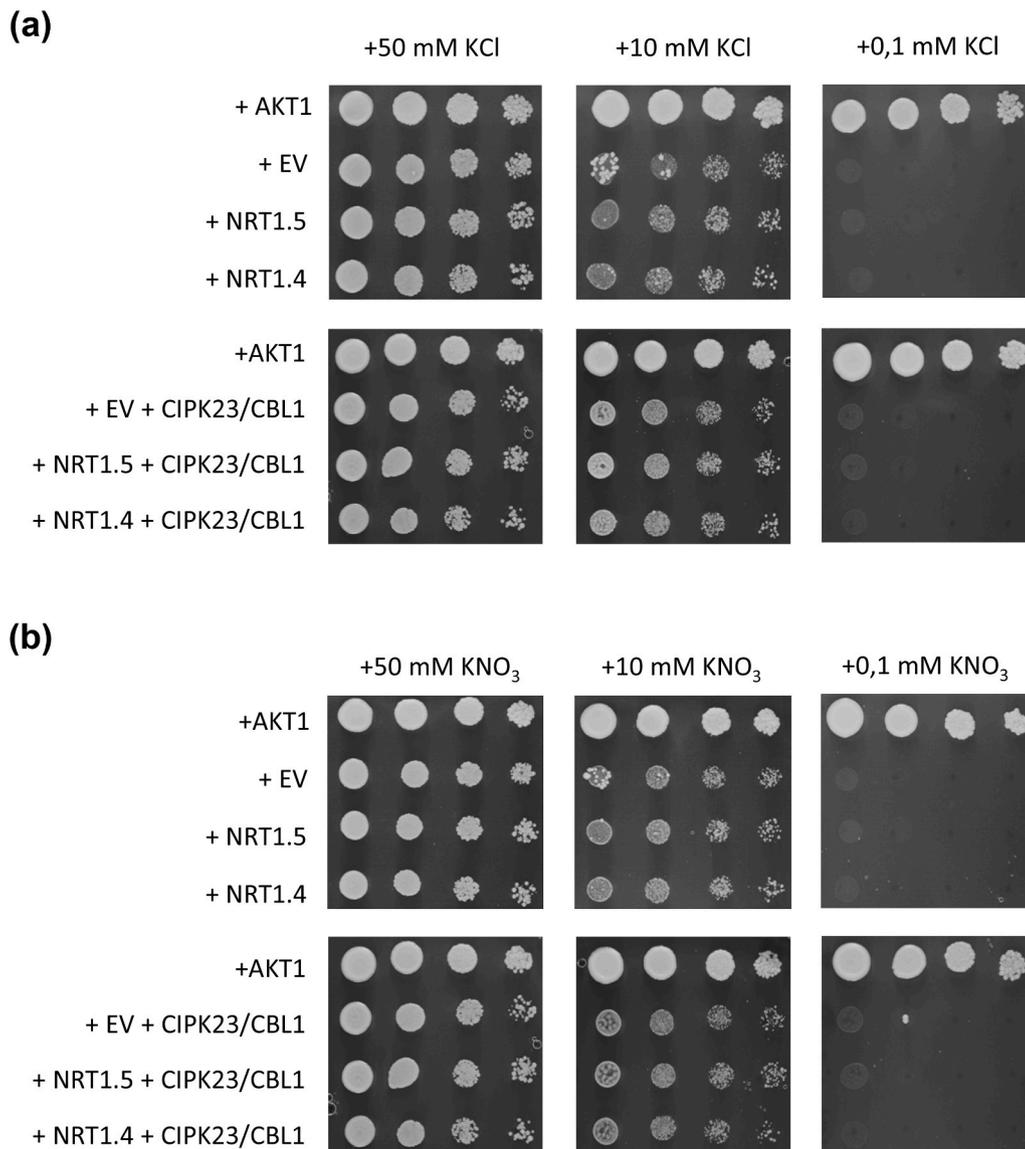 (a)
+50 mM KCl +10 mM KCl +0,1 mM KCl
+ AKT1
+ EV
+ NRT1.5
+ NRT1.4
+AKT1
+ EV + CIPK23/CBL1
+ NRT1.5 + CIPK23/CBL1
+ NRT1.4 + CIPK23/CBL1
(b)
+50 mM KNO₃ +10 mM KNO₃ +0,1 mM KNO₃
+AKT1
+ EV
+ NRT1.5
+ NRT1.4
+AKT1
+ EV + CIPK23/CBL1
+ NRT1.5 + CIPK23/CBL1
+ NRT1.4 + CIPK23/CBL1